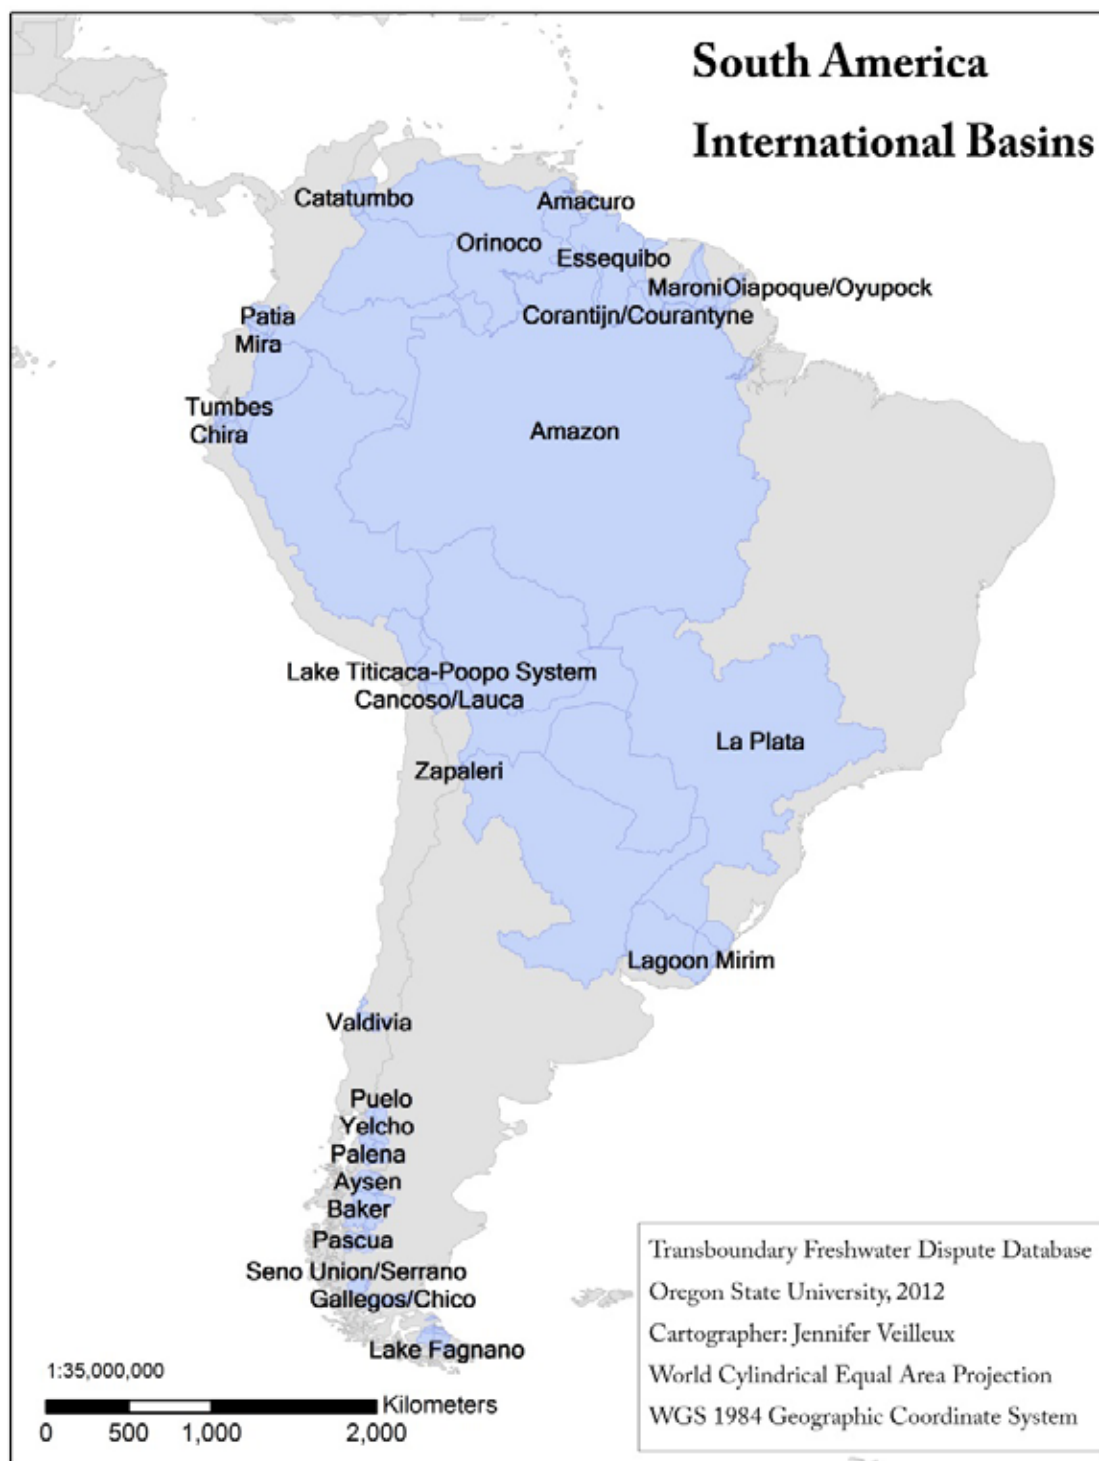 South America
International Basins
Catatumbo
Amacuro
Orinoco
Essequibo
Maroni
Oiapoque/Oyupock
Corantijn/Courantyne
Patia
Mira
Tumbes
Chira
Amazon
Lake Titicaca-Poopo System
Cancoso/Lauca
La Plata
Zapaleri
Lagoon Mirim
Valdivia
Puelo
Yelcho
Palena
Aysen
Baker
Pascua
Seno Union/Serrano
Gallegos/Chico
Lake Fagnano
Transboundary Freshwater Dispute Database
Oregon State University, 2012
Cartographer: Jennifer Veilleux
World Cylindrical Equal Area Projection
WGS 1984 Geographic Coordinate System
1:35,000,000
Kilometers
0 500 1,000 2,000